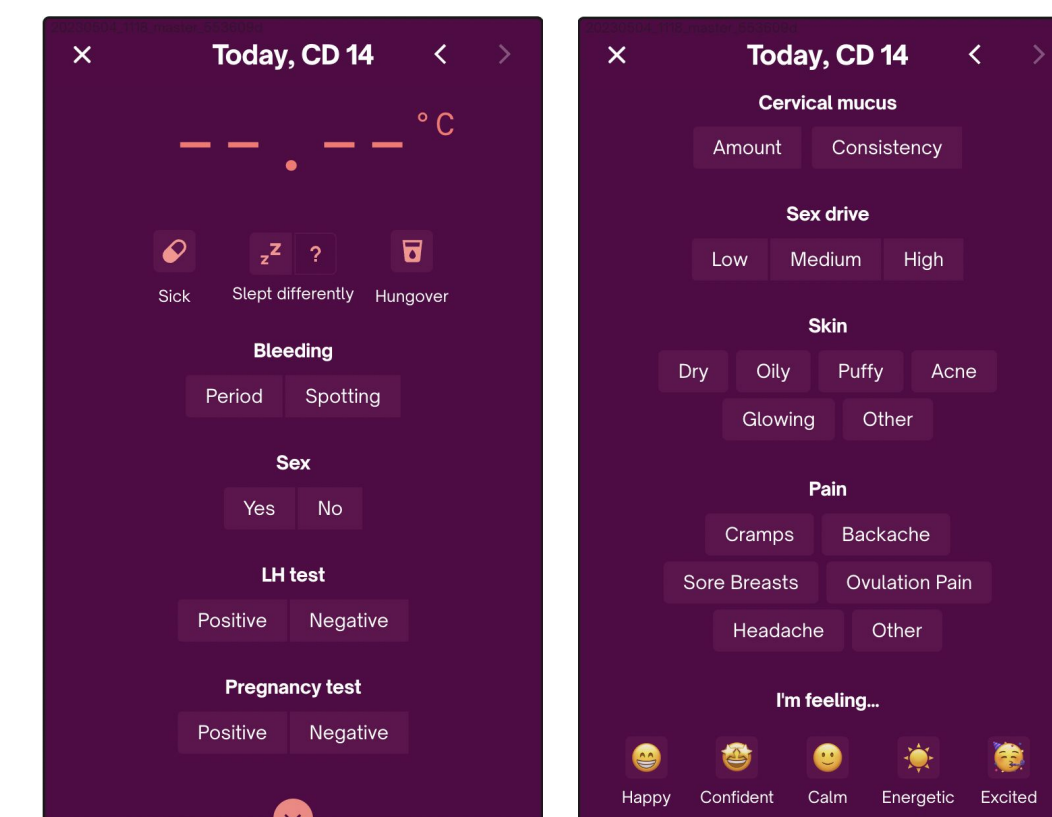 Today, CD 14
° C
Sick
Slept differently
Hungover
Bleeding
Period Spotting
Sex
Yes No
LH test
Positive Negative
Pregnancy test
Positive Negative
Today, CD 14
Cervical mucus
Amount Consistency
Sex drive
Low Medium High
Skin
Dry Oily Puffy Acne
Glowing Other
Pain
Cramps Backache
Sore Breasts Ovulation Pain
Headache Other
I'm feeling...
Happy Confident Calm Energetic Excited